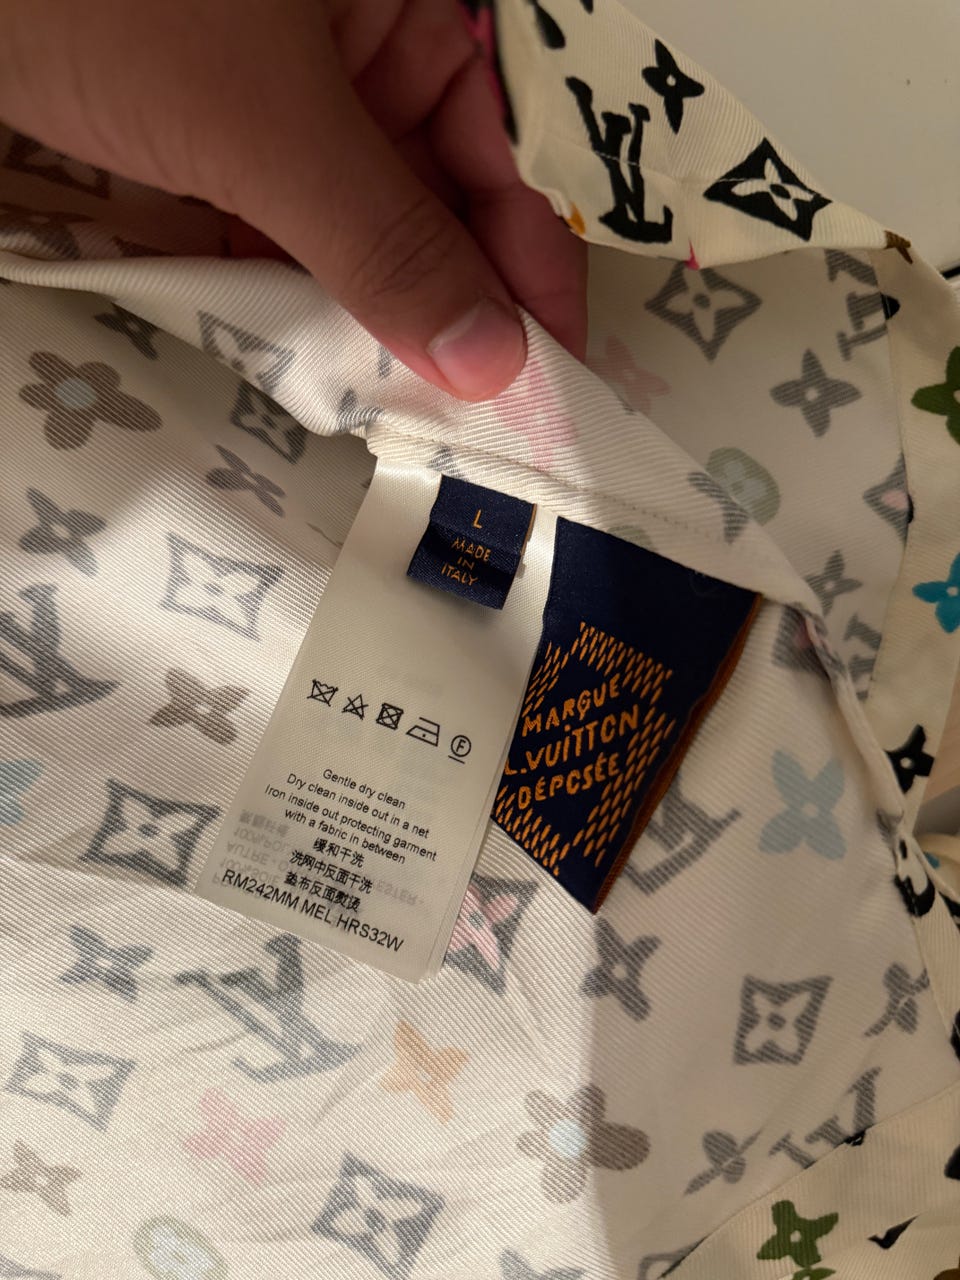 L
MADE
IN
ITALY
MARQUE
L.VUITTON
DÉPOSÉE
Gentle dry clean
Dry clean inside out in a net
Iron inside out protecting garment
with a fabric in between
缓和干洗
洗网中反面干洗
垫布反面熨烫
RM242MM MEL HRS32W